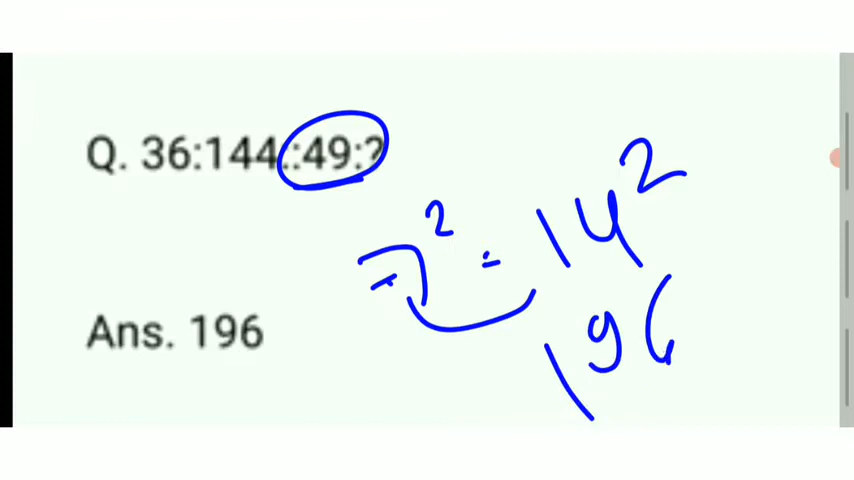 Q. 36:144.:49:?
7² = 14²
196
Ans. 196